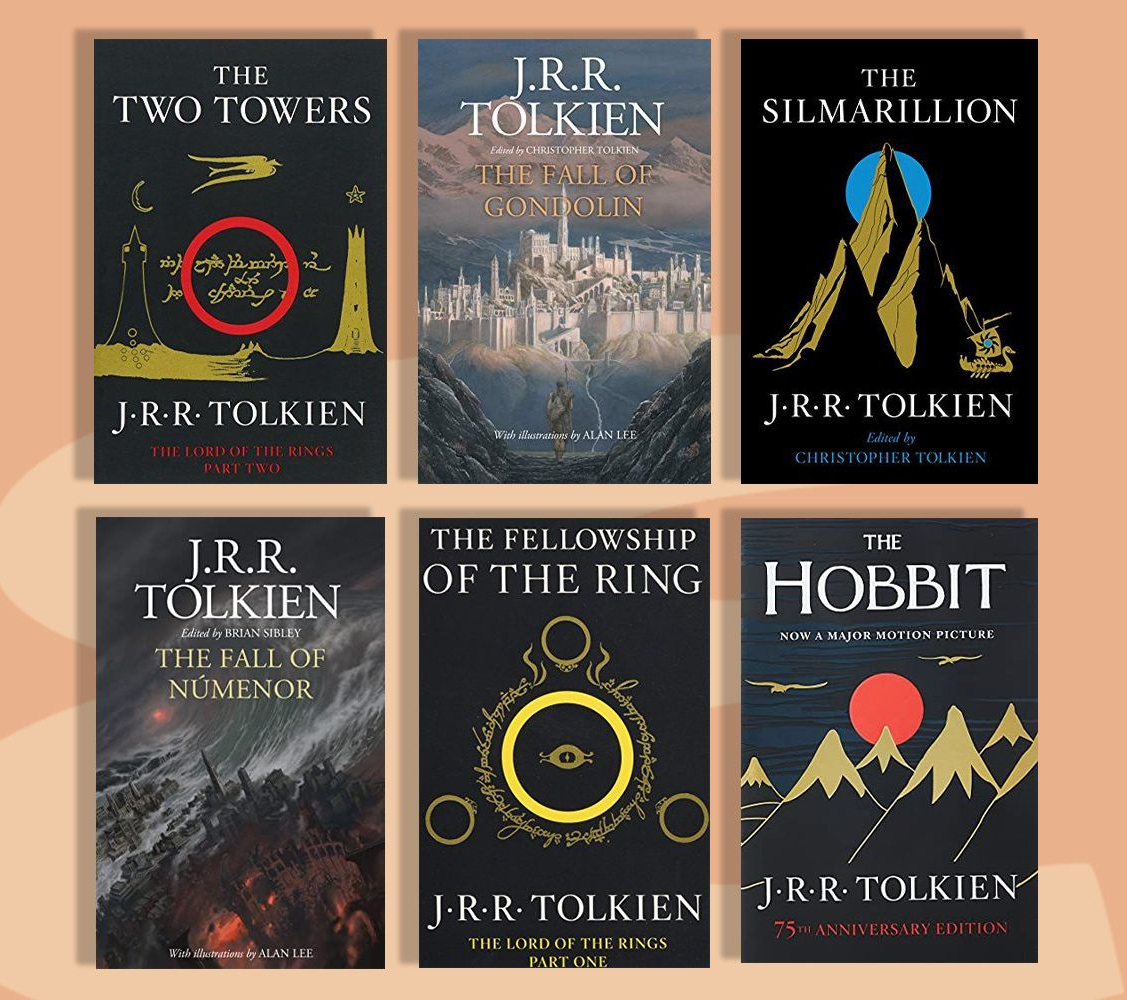 THE
TWO TOWERS
J·R·R· TOLKIEN
THE LORD OF THE RINGS
PART TWO
J.R.R.
TOLKIEN
Edited by CHRISTOPHER TOLKIEN
THE FALL OF
GONDOLIN
With illustrations by ALAN LEE
THE
SILMARILLION
J·R·R· TOLKIEN
Edited by
CHRISTOPHER TOLKIEN
J.R.R.
TOLKIEN
Edited by BRIAN SIBLEY
THE FALL OF
NÚMENOR
With illustrations by ALAN LEE
THE FELLOWSHIP
OF THE RING
J·R·R· TOLKIEN
THE LORD OF THE RINGS
PART ONE
THE
HOBBIT
NOW A MAJOR MOTION PICTURE
J·R·R· TOLKIEN
75TH ANNIVERSARY EDITION